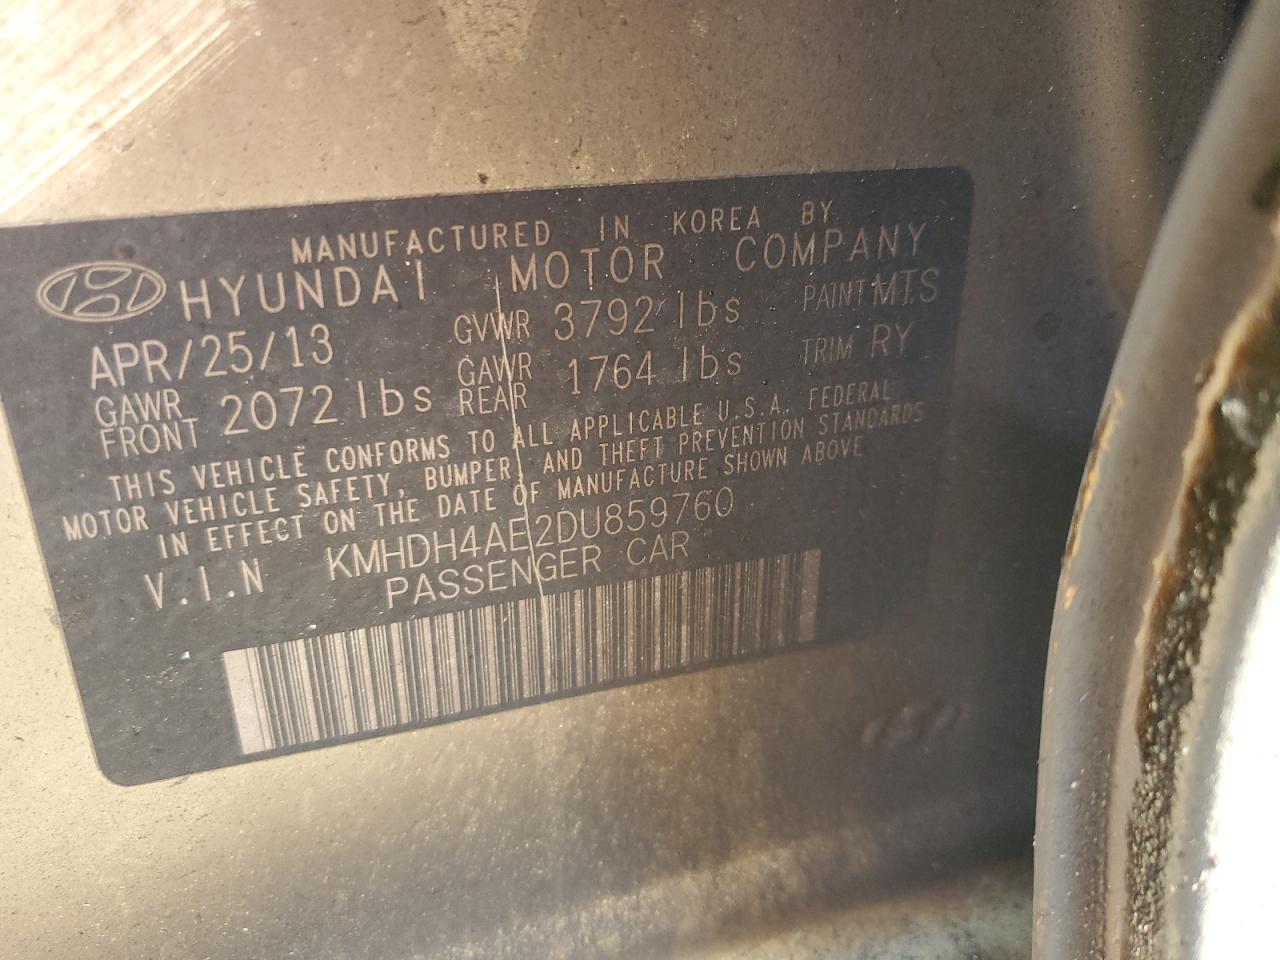 MANUFACTURED IN KOREA BY
HYUNDAI MOTOR COMPANY
APR/25/13 GVWR 3792 lbs PAINT MTS
GAWR FRONT 2072 lbs GAWR REAR 1764 lbs TRIM RY
THIS VEHICLE CONFORMS TO ALL APPLICABLE U.S.A. FEDERAL
MOTOR VEHICLE SAFETY, BUMPER, AND THEFT PREVENTION STANDARDS
IN EFFECT ON THE DATE OF MANUFACTURE SHOWN ABOVE
V.I.N KMHDH4AE2DU859760
PASSENGER CAR